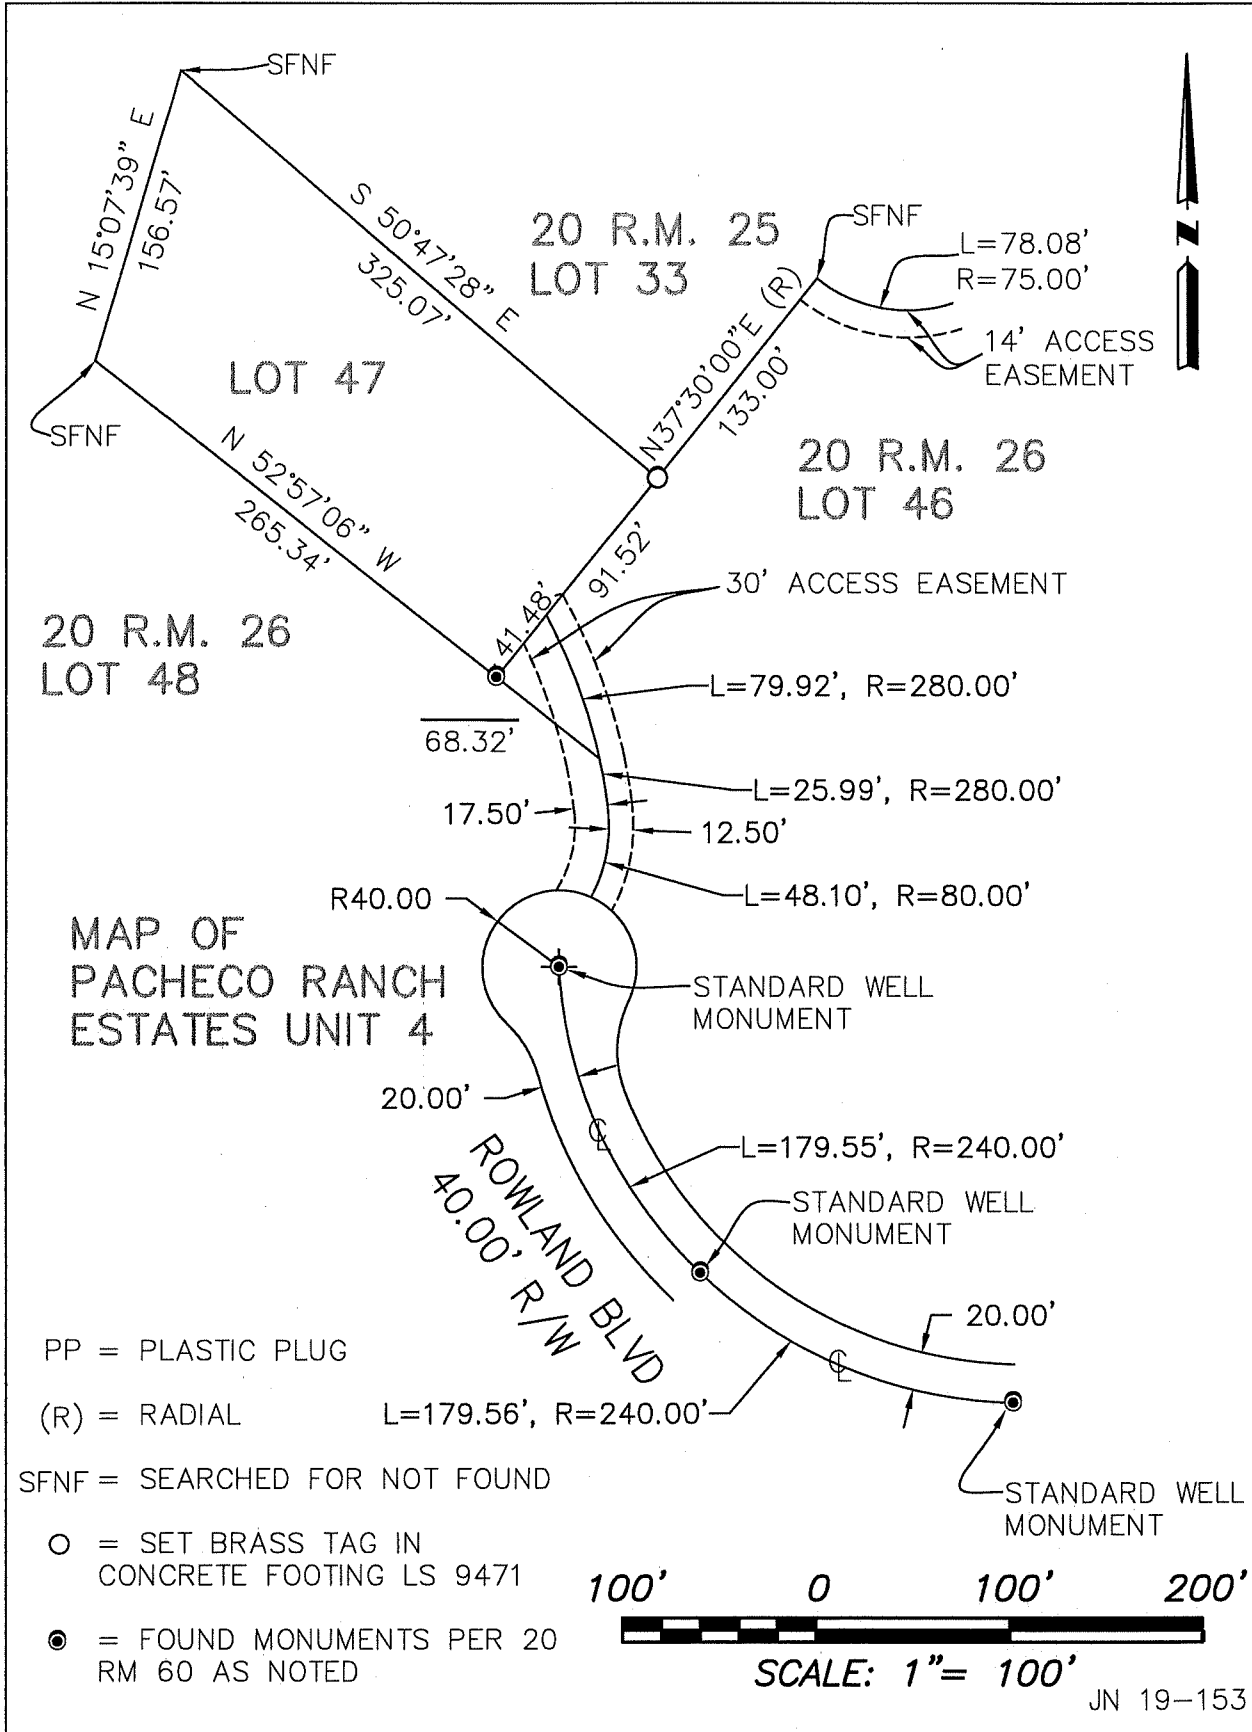 SFNF
N 15°07'39" E
156.57'
S 50°47'28" E
325.07'
20 R.M. 25
LOT 33
SFNF
L=78.08'
R=75.00'
N
14' ACCESS
EASEMENT
N37°30'00"E (R)
133.00'
LOT 47
SFNF
N 52°57'06" W
265.34'
20 R.M. 26
LOT 46
91.52'
41.48'
30' ACCESS EASEMENT
20 R.M. 26
LOT 48
L=79.92', R=280.00'
68.32'
L=25.99', R=280.00'
17.50'
12.50'
L=48.10', R=80.00'
R40.00
MAP OF
PACHECO RANCH
ESTATES UNIT 4
STANDARD WELL
MONUMENT
20.00'
CL
L=179.55', R=240.00'
ROWLAND BLVD
40.00' R/W
STANDARD WELL
MONUMENT
20.00'
CL
PP = PLASTIC PLUG
(R) = RADIAL
L=179.56', R=240.00'
SFNF = SEARCHED FOR NOT FOUND
STANDARD WELL
MONUMENT
= SET BRASS TAG IN
CONCRETE FOOTING LS 9471
= FOUND MONUMENTS PER 20
RM 60 AS NOTED
100' 0 100' 200'
SCALE: 1"= 100'
JN 19-153